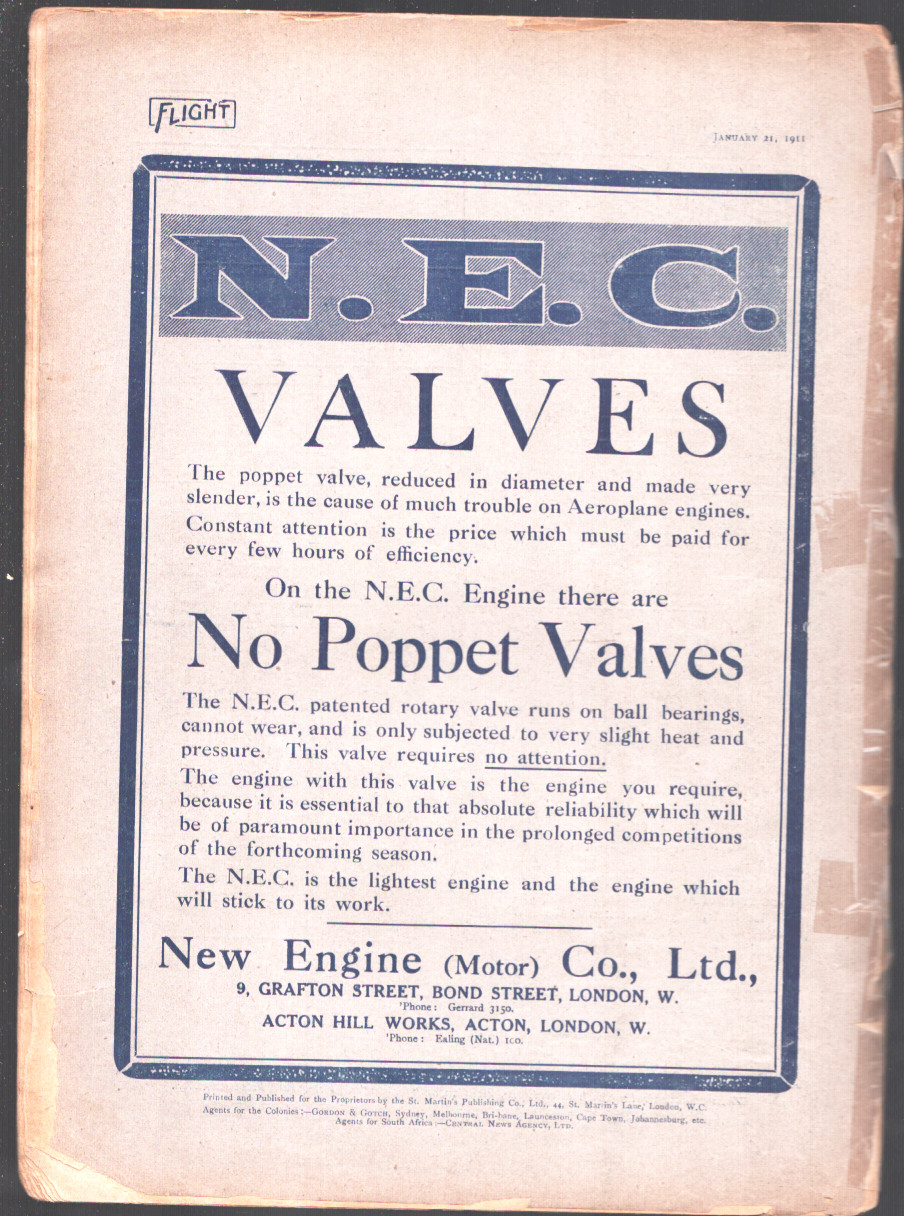 FLIGHT
JANUARY 21, 1911
N.E.C.
VALVES
The poppet valve, reduced in diameter and made very
slender, is the cause of much trouble on Aeroplane engines.
Constant attention is the price which must be paid for
every few hours of efficiency.
On the N.E.C. Engine there are
No Poppet Valves
The N.E.C. patented rotary valve runs on ball bearings,
cannot wear, and is only subjected to very slight heat and
pressure. This valve requires no attention.
The engine with this valve is the engine you require,
because it is essential to that absolute reliability which will
be of paramount importance in the prolonged competitions
of the forthcoming season.
The N.E.C. is the lightest engine and the engine which
will stick to its work.
New Engine (Motor) Co., Ltd.,
9, GRAFTON STREET, BOND STREET, LONDON, W.
'Phone: Gerrard 3150.
ACTON HILL WORKS, ACTON, LONDON, W.
'Phone: Ealing (Nat.) 100.
Printed and Published for the Proprietors by the St. Martin's Publishing Co., Ltd., 44, St. Martin's Lane, London, W.C.
Agents for the Colonies:—GORDON & GOTCH, Sydney, Melbourne, Brisbane, Launceston, Cape Town, Johannesburg, etc.
Agents for South Africa:—CENTRAL NEWS AGENCY, LTD.